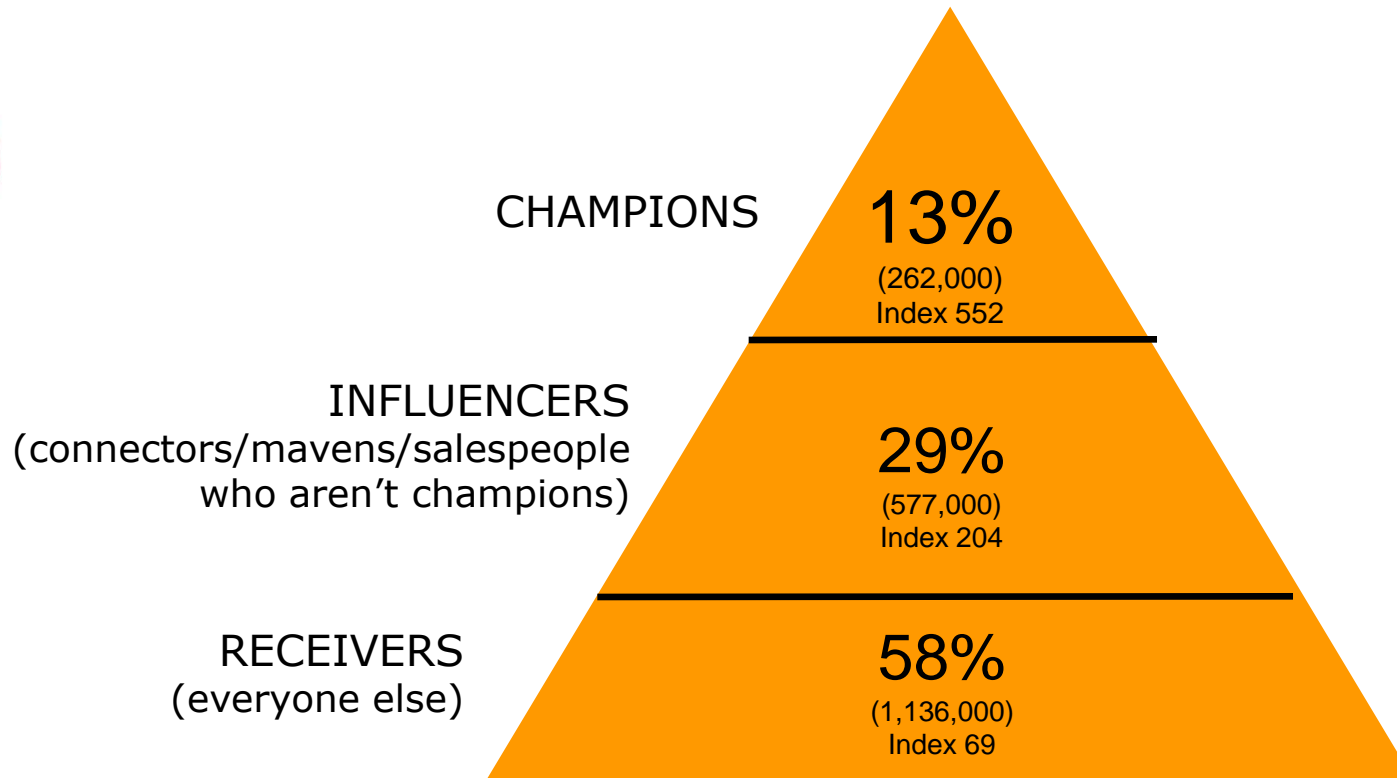 CHAMPIONS
13%
(262,000)
Index 552
INFLUENCERS
(connectors/mavens/salespeople
who aren’t champions)
29%
(577,000)
Index 204
RECEIVERS
(everyone else)
58%
(1,136,000)
Index 69